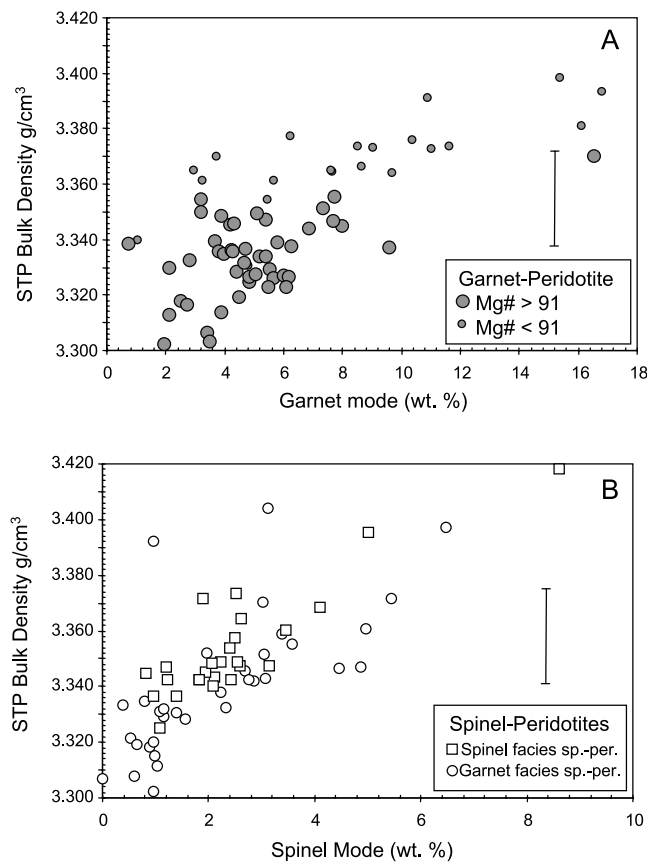 3.420
A
3.400
3.380
3.360
3.340
3.320
3.300
STP Bulk Density g/cm³
Garnet-Peridotite
Mg# > 91
Mg# < 91
0 2 4 6 8 10 12 14 16 18
Garnet mode (wt. %)
3.420
B
3.400
3.380
3.360
3.340
3.320
3.300
STP Bulk Density g/cm³
Spinel-Peridotites
Spinel facies sp.-per.
Garnet facies sp.-per.
0 2 4 6 8 10
Spinel Mode (wt. %)